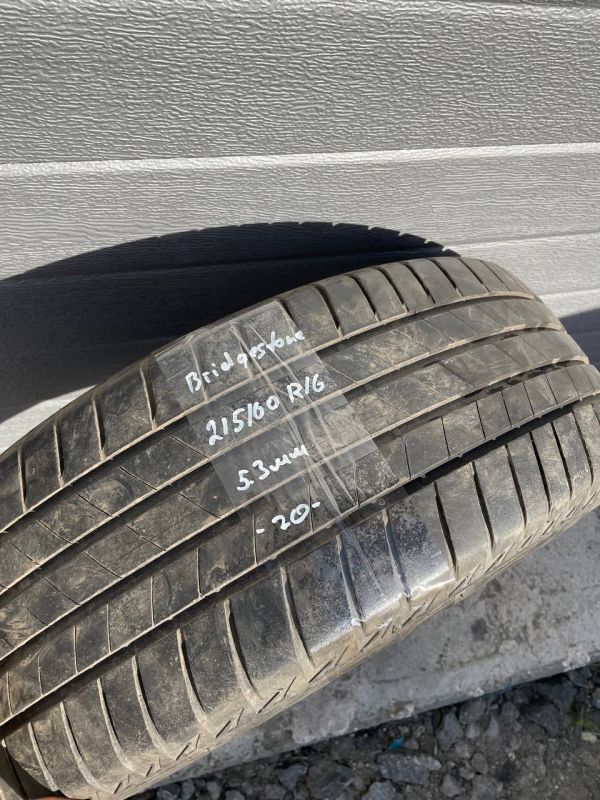 Bridgestone
215/60 R16
5.3mm
-20-